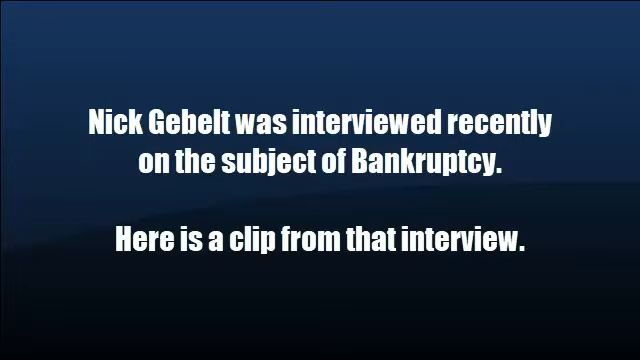 Nick Gebelt was interviewed recently
on the subject of Bankruptcy.
Here is a clip from that interview.